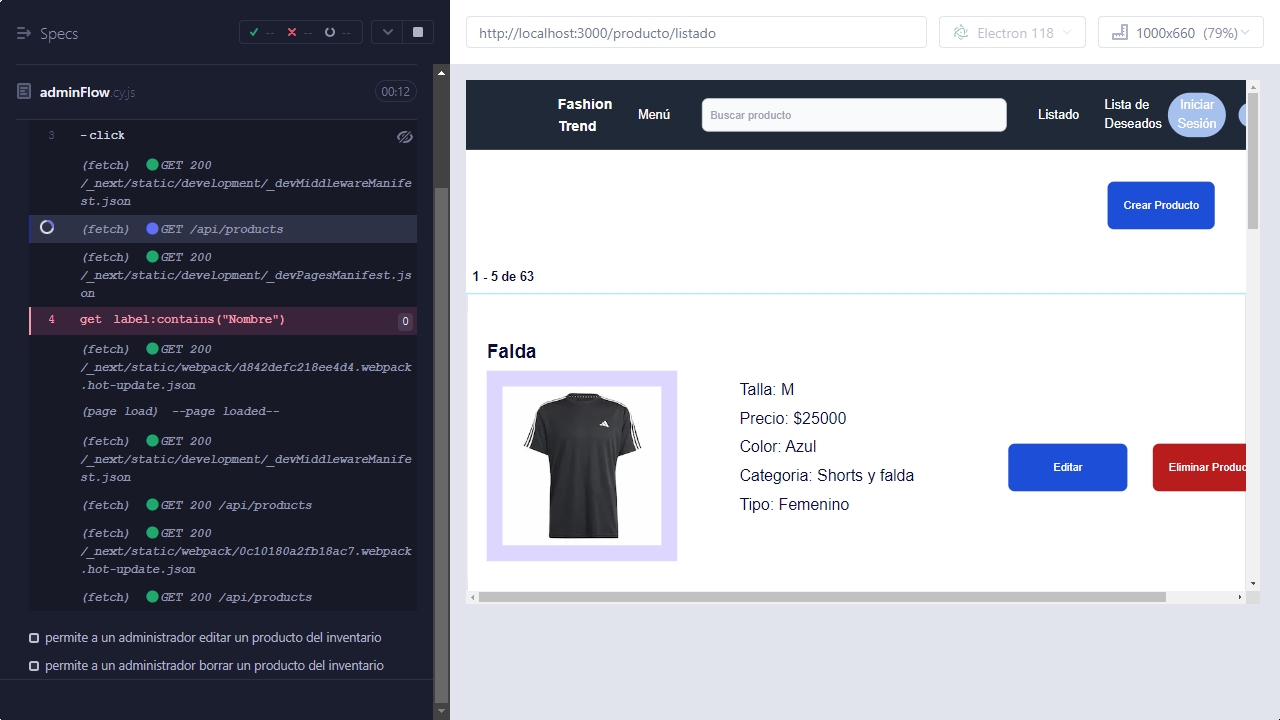 Specs
--
--
--
adminFlow.cy.js
00:12
3 -click
(fetch) GET 200
/_next/static/development/_devMiddlewareManife
st.json
(fetch) GET /api/products
(fetch) GET 200
/_next/static/development/_devPagesManifest.js
on
4 get label:contains("Nombre") 0
(fetch) GET 200
/_next/static/webpack/d842defc218ee4d4.webpack
.hot-update.json
(page load) --page loaded--
(fetch) GET 200
/_next/static/development/_devMiddlewareManife
st.json
(fetch) GET 200 /api/products
(fetch) GET 200
/_next/static/webpack/0c10180a2fb18ac7.webpack
.hot-update.json
(fetch) GET 200 /api/products
permite a un administrador editar un producto del inventario
permite a un administrador borrar un producto del inventario
http://localhost:3000/producto/listado
Electron 118
1000x660 (79%)
Fashion
Trend
Menú
Buscar producto
Listado
Lista de
Deseados
Iniciar
Sesión
Crear Producto
1 - 5 de 63
Falda
Talla: M
Precio: $25000
Color: Azul
Categoria: Shorts y falda
Tipo: Femenino
Editar
Eliminar Produc